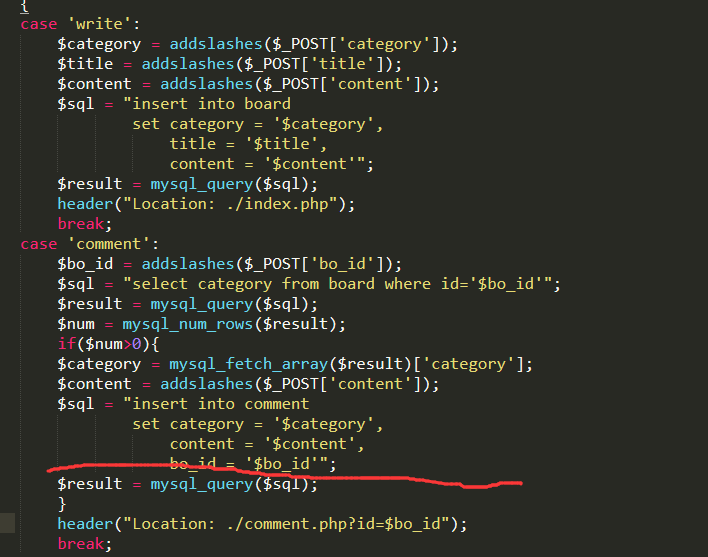 {
case 'write':
$category = addslashes($_POST['category']);
$title = addslashes($_POST['title']);
$content = addslashes($_POST['content']);
$sql = "insert into board
set category = '$category',
title = '$title',
content = '$content'";
$result = mysql_query($sql);
header("Location: ./index.php");
break;
case 'comment':
$bo_id = addslashes($_POST['bo_id']);
$sql = "select category from board where id='$bo_id'";
$result = mysql_query($sql);
$num = mysql_num_rows($result);
if($num>0){
$category = mysql_fetch_array($result)['category'];
$content = addslashes($_POST['content']);
$sql = "insert into comment
set category = '$category',
content = '$content',
bo_id = '$bo_id'";
$result = mysql_query($sql);
}
header("Location: ./comment.php?id=$bo_id");
break;